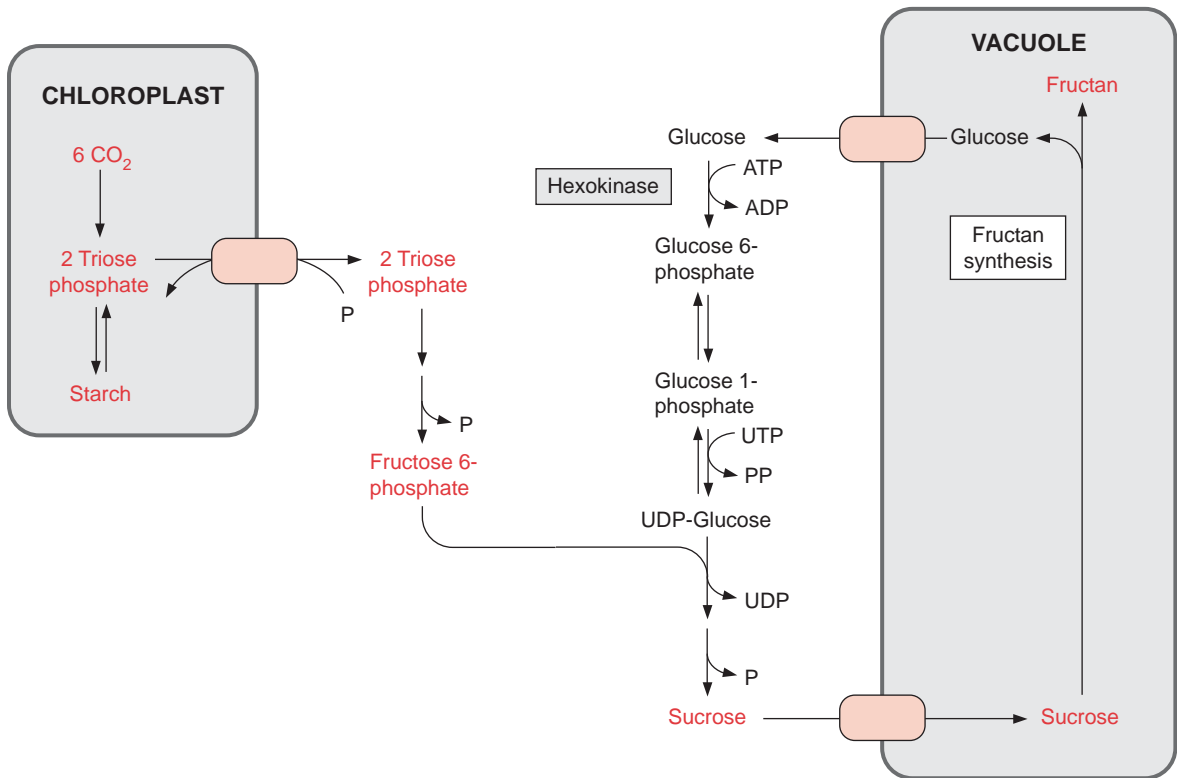 CHLOROPLAST
6 CO2
2 Triose
phosphate
Starch
P
2 Triose
phosphate
P
Fructose 6-
phosphate
Glucose
Hexokinase
ATP
ADP
Glucose 6-
phosphate
Glucose 1-
phosphate
UTP
PP
UDP-Glucose
UDP
P
Sucrose
VACUOLE
Fructan
Glucose
Fructan
synthesis
Sucrose